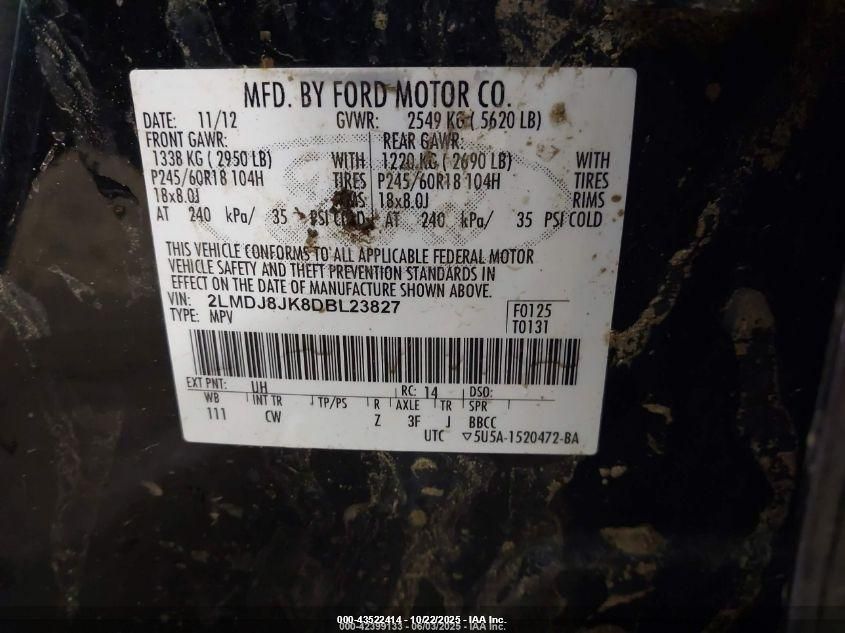 MFD. BY FORD MOTOR CO.
DATE: 11/12 GVWR: 2549 KG ( 5620 LB)
FRONT GAWR: REAR GAWR:
1338 KG ( 2950 LB) WITH 1220 KG ( 2690 LB) WITH
P245/60R18 104H TIRES P245/60R18 104H TIRES
18x8.0J RIMS 18x8.0J RIMS
AT 240 kPa/ 35 PSI COLD AT 240 kPa/ 35 PSI COLD
THIS VEHICLE CONFORMS TO ALL APPLICABLE FEDERAL MOTOR
VEHICLE SAFETY AND THEFT PREVENTION STANDARDS IN
EFFECT ON THE DATE OF MANUFACTURE SHOWN ABOVE.
VIN: 2LMDJ8JK8DBL23827 F0125
TYPE: MPV T0131
EXT PNT: UH RC: 14 DSO:
WB INT TR TP/PS R AXLE TR SPR
111 CW Z 3F J BBCC
UTC ▽5U5A-1520472-BA
000-43522414 - 10/22/2025 - IAA Inc.
000-42399133 - 06/03/2025 - IAA Inc.